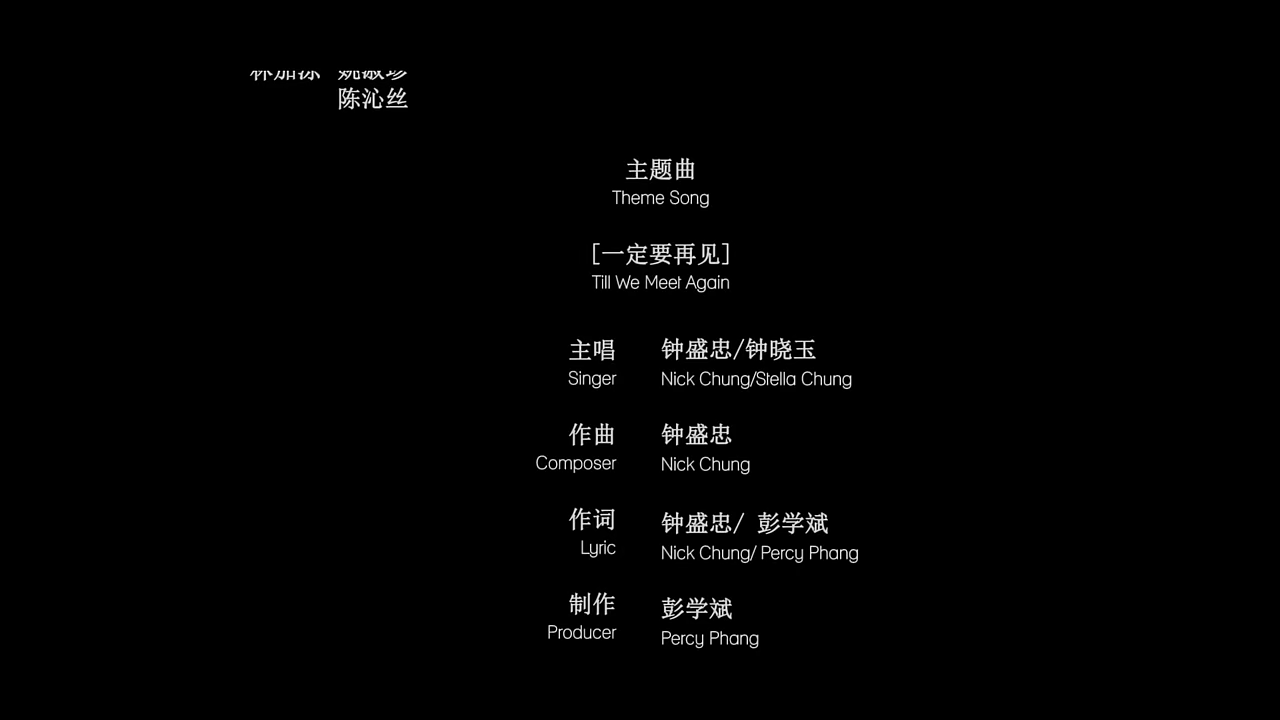 陈沁丝
主题曲
Theme Song
[一定要再见]
Till We Meet Again
主唱 钟盛忠/钟晓玉
Singer Nick Chung/Stella Chung
作曲 钟盛忠
Composer Nick Chung
作词 钟盛忠/ 彭学斌
Lyric Nick Chung/ Percy Phang
制作 彭学斌
Producer Percy Phang